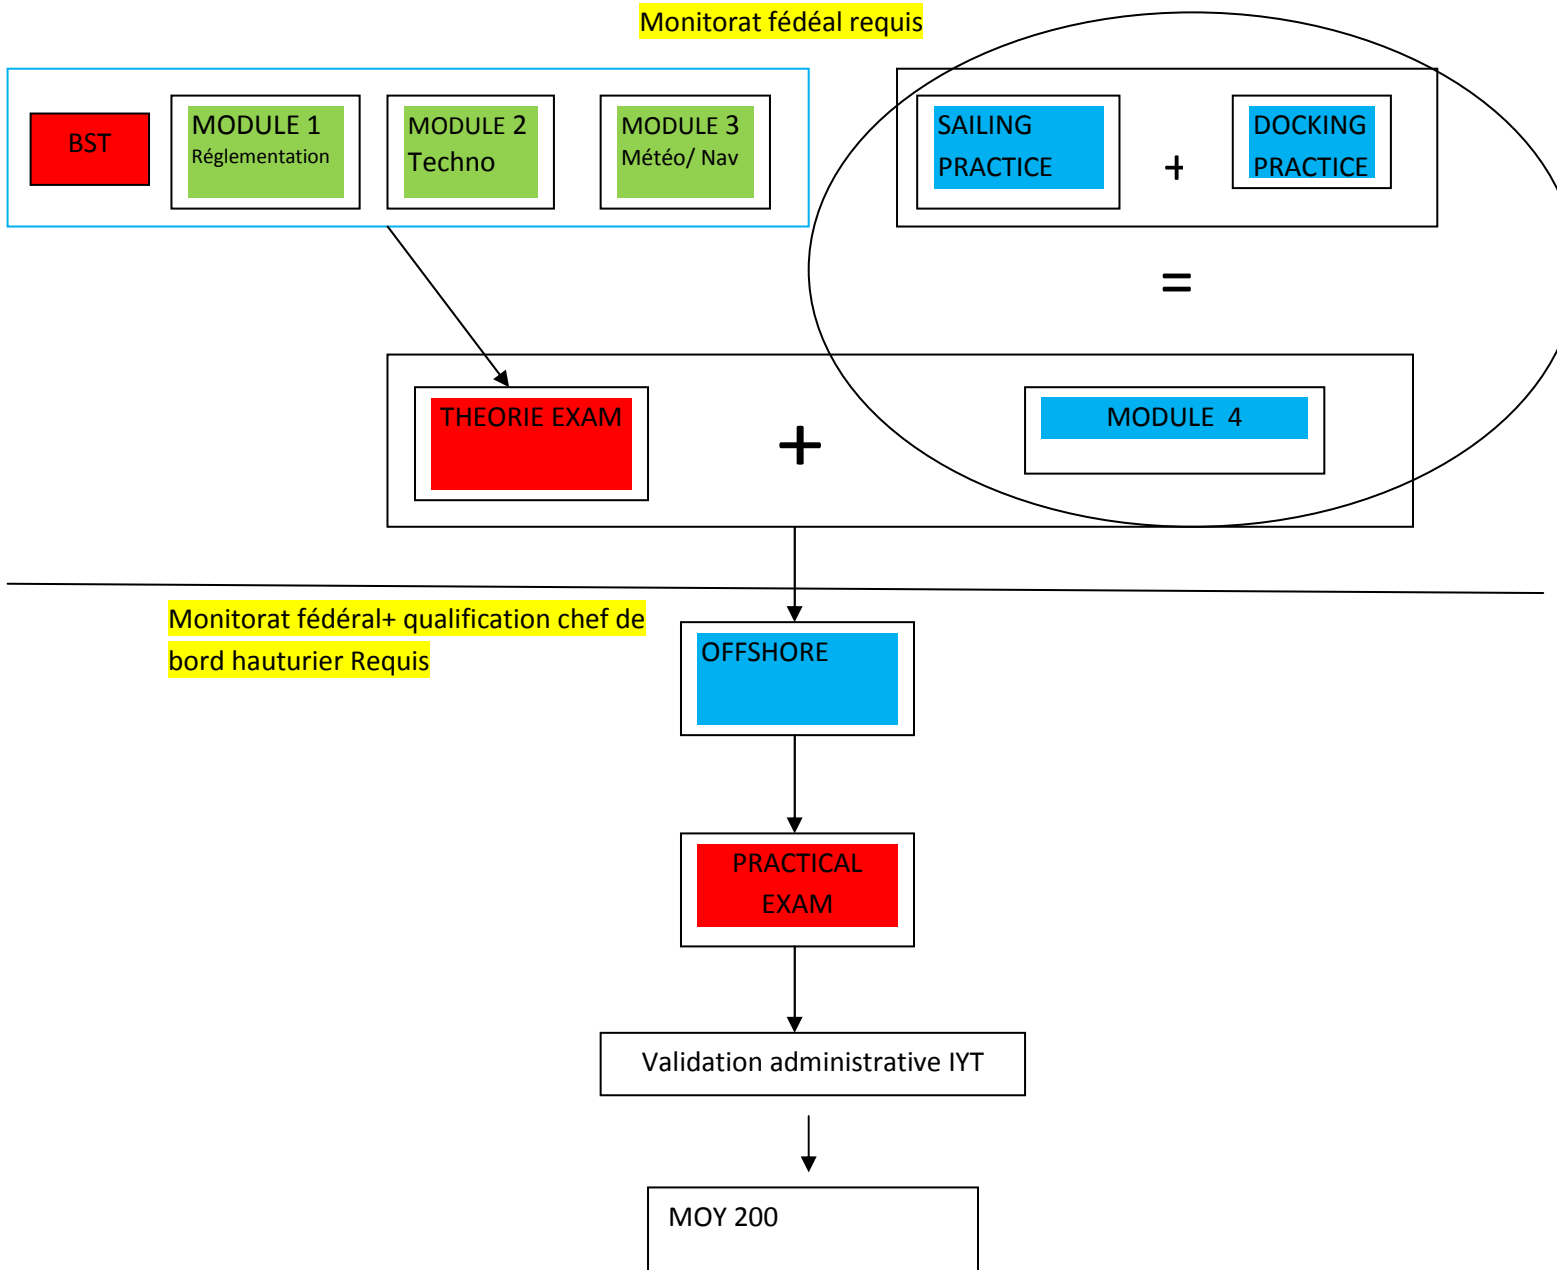 Monitorat fédéal requis
BST
MODULE 1
Réglementation
MODULE 2
Techno
MODULE 3
Météo/ Nav
SAILING
PRACTICE
+
DOCKING
PRACTICE
=
THEORIE EXAM
+
MODULE 4
Monitorat fédéral+ qualification chef de
bord hauturier Requis
OFFSHORE
PRACTICAL
EXAM
Validation administrative IYT
MOY 200